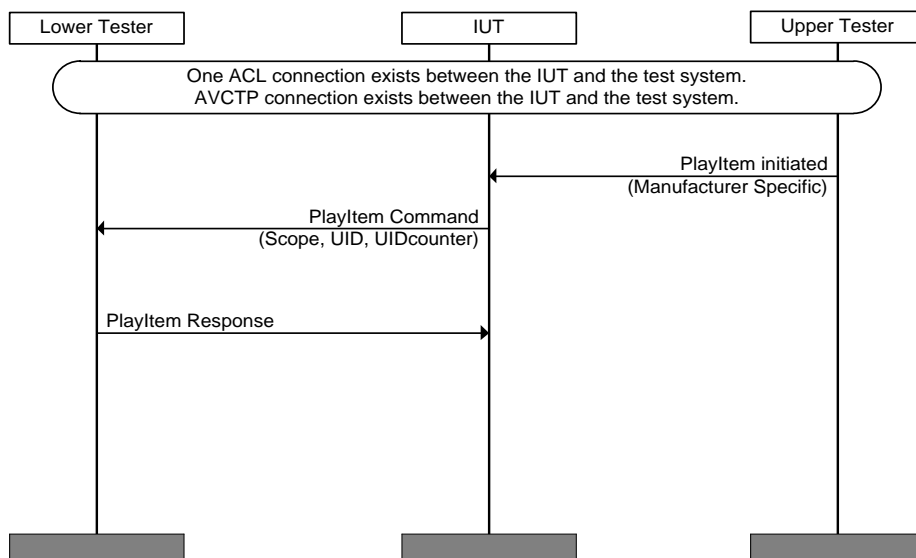 Lower Tester
IUT
Upper Tester
One ACL connection exists between the IUT and the test system.
AVCTP connection exists between the IUT and the test system.
PlayItem initiated
(Manufacturer Specific)
PlayItem Command
(Scope, UID, UIDcounter)
PlayItem Response